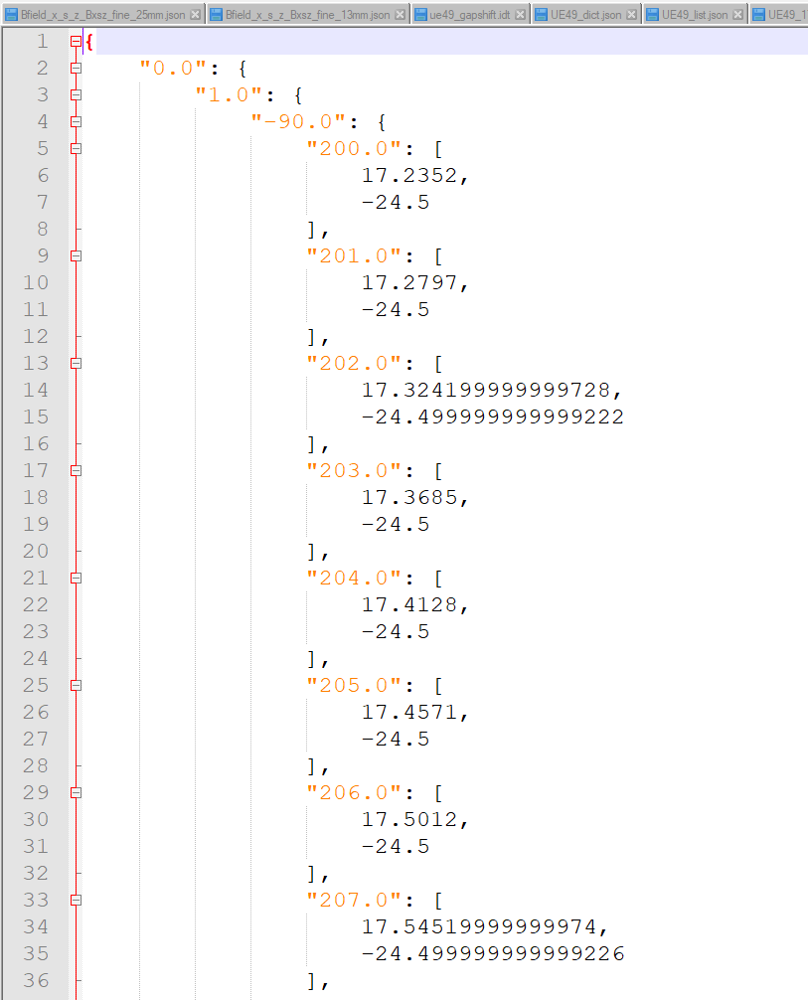 Bfield_x_s_z_Bxsz_fine_25mm.json Bfield_x_s_z_Bxsz_fine_13mm.json ue49_gapshift.idt UE49_dict.json UE49_list.json UE49_1
1 {
2 "0.0": {
3 "1.0": {
4 "-90.0": {
5 "200.0": [
6 17.2352,
7 -24.5
8 ],
9 "201.0": [
10 17.2797,
11 -24.5
12 ],
13 "202.0": [
14 17.324199999999728,
15 -24.4999999999999222
16 ],
17 "203.0": [
18 17.3685,
19 -24.5
20 ],
21 "204.0": [
22 17.4128,
23 -24.5
24 ],
25 "205.0": [
26 17.4571,
27 -24.5
28 ],
29 "206.0": [
30 17.5012,
31 -24.5
32 ],
33 "207.0": [
34 17.54519999999974,
35 -24.4999999999999226
36 ],